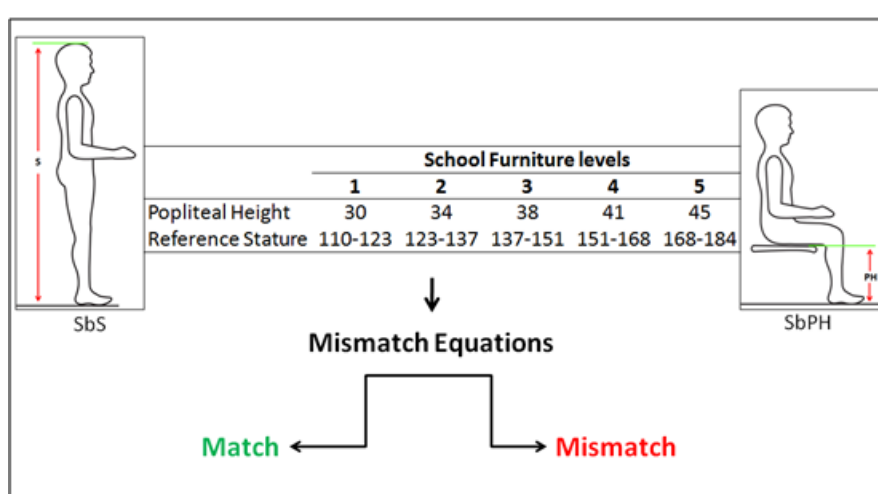 S
School Furniture levels
1 2 3 4 5
Popliteal Height 30 34 38 41 45
Reference Stature 110-123 123-137 137-151 151-168 168-184
PH
SbS
SbPH
Mismatch Equations
Match
Mismatch